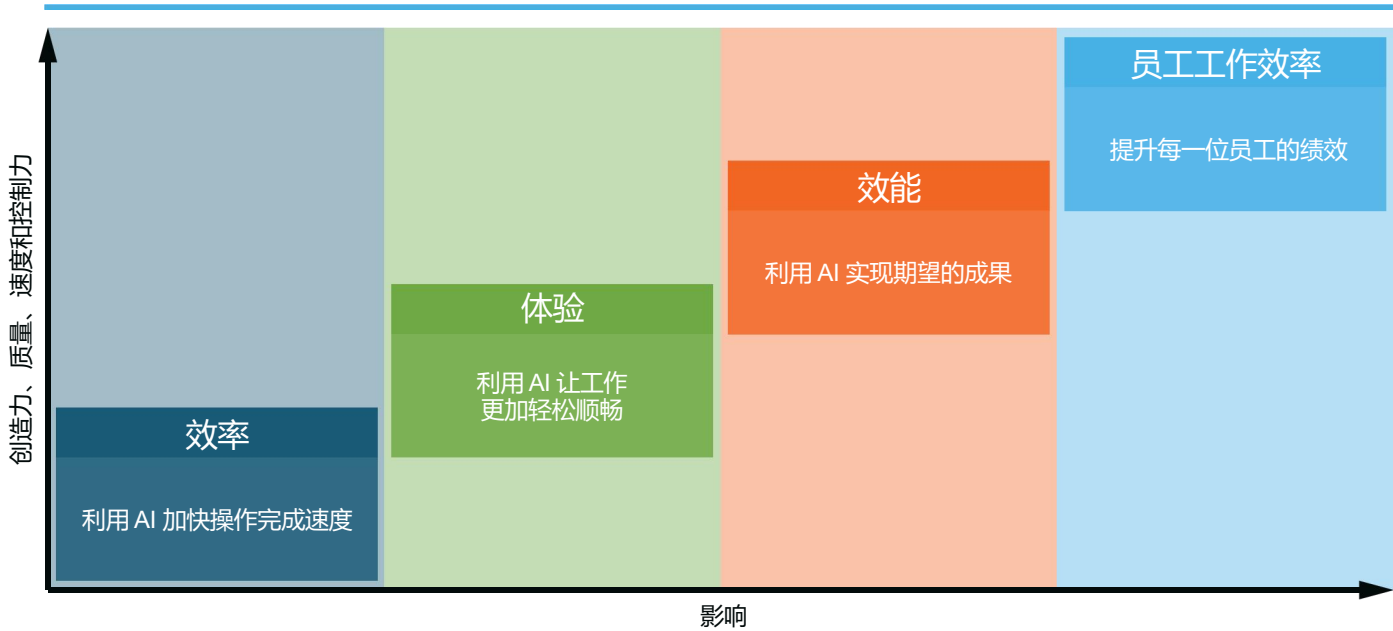 创造力、质量、速度和控制力
效率
利用 AI 加快操作完成速度
体验
利用 AI 让工作
更加轻松顺畅
效能
利用 AI 实现期望的成果
员工工作效率
提升每一位员工的绩效
影响